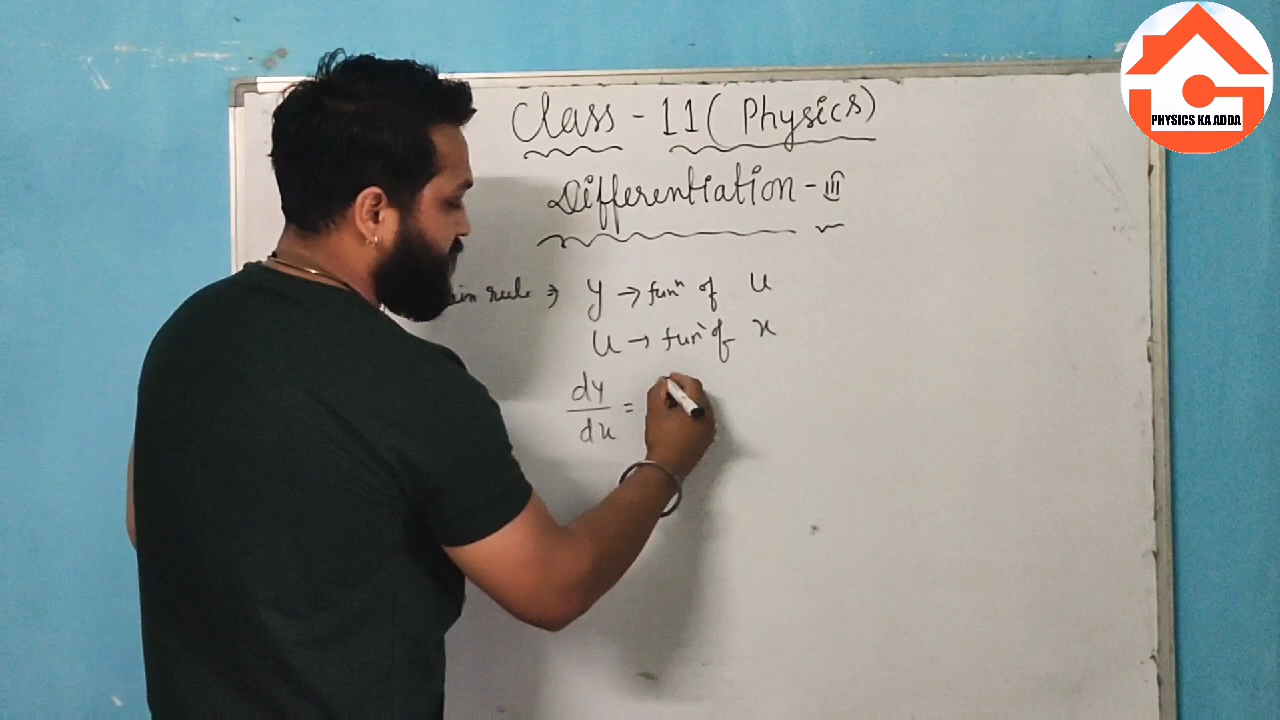 Class - 11 (Physics)
Differentiation - III
rule ⇒ y → funⁿ of u
u → funⁿ of x
dy
du =
PHYSICS KA ADDA